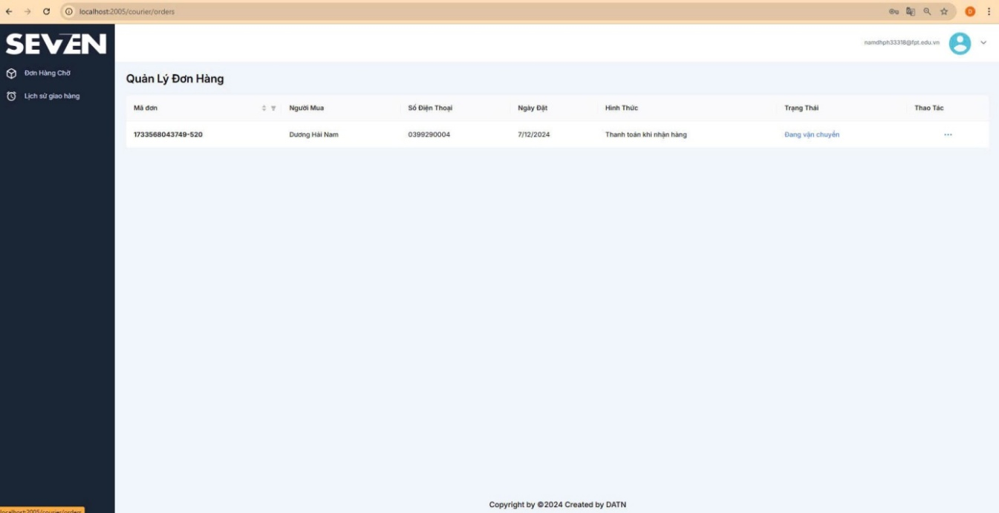 localhost:2005/courier/orders
D
SEVEN
namdhph33318@fpt.edu.vn
Đơn Hàng Chờ
Lịch sử giao hàng
Quản Lý Đơn Hàng
Mã đơn Người Mua Số Điện Thoại Ngày Đặt Hình Thức Trạng Thái Thao Tác
1733568043749-520 Dương Hải Nam 0399290004 7/12/2024 Thanh toán khi nhận hàng Đang vận chuyển ...
Copyright by ©2024 Created by DATN
localhost:2005/courier/orders